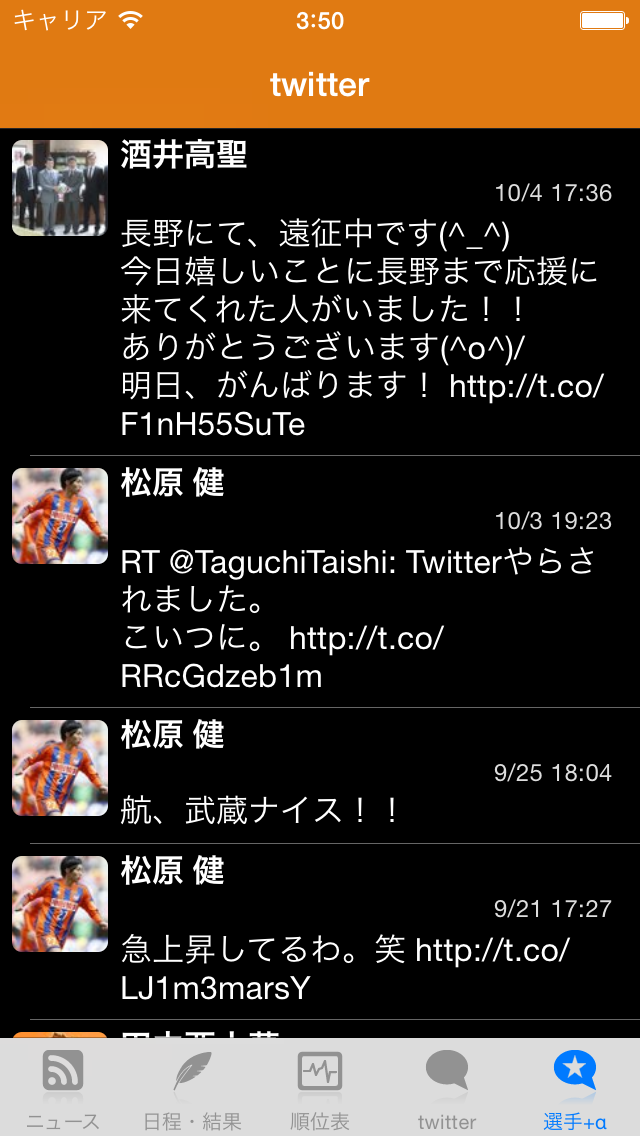 キャリア 3:50
twitter
酒井高聖
10/4 17:36
長野にて、遠征中です(^_^)
今日嬉しいことに長野まで応援に
来てくれた人がいました！！
ありがとうございます(^o^)/
明日、がんばります！ http://t.co/
F1nH55SuTe
松原 健
10/3 19:23
RT @TaguchiTaishi: Twitterやらさ
れました。
こいつに。 http://t.co/
RRcGdzeb1m
松原 健
9/25 18:04
航、武蔵ナイス！！
松原 健
9/21 17:27
急上昇してるわ。笑 http://t.co/
LJ1m3marsY
ニュース 日程・結果 順位表 twitter 選手+α